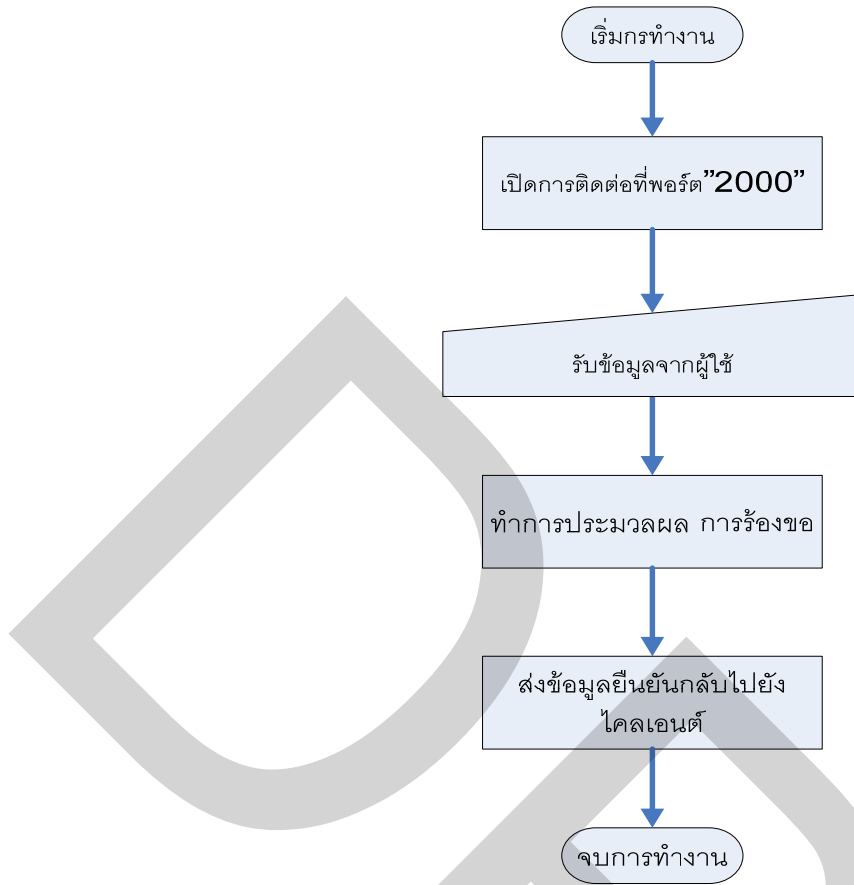 เริ่มกรทำงาน
เปิดการติดต่อที่พอร์ต”2000”
รับข้อมูลจากผู้ใช้
ทำการประมวลผล การร้องขอ
ส่งข้อมูลยืนยันกลับไปยัง
ไคลเอนต์
จบการทำงาน